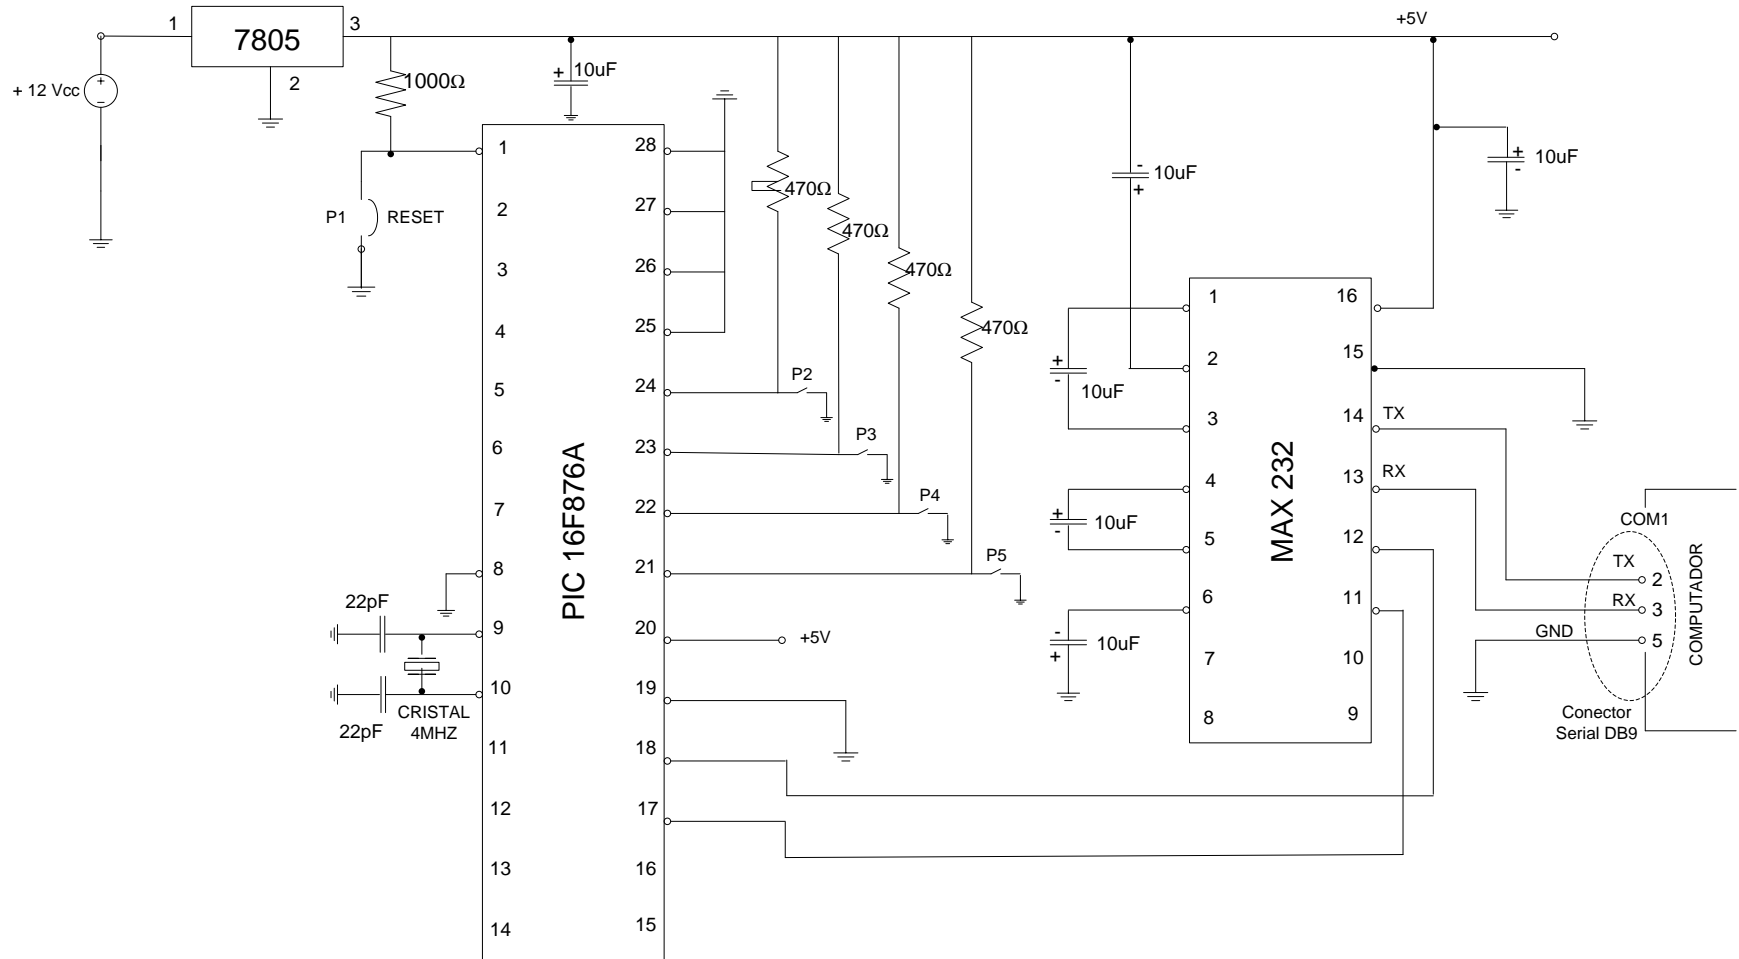 +5V
1
7805
3
2
+ 12 Vcc
+
−
1000Ω
+
10uF
P1
RESET
PIC 16F876A
1
2
3
4
5
6
7
8
9
10
11
12
13
14
28
27
26
25
24
23
22
21
20
19
18
17
16
15
470Ω
470Ω
470Ω
470Ω
P2
P3
P4
P5
+5V
22pF
22pF
CRISTAL
4MHZ
-
+
10uF
+
-
10uF
+
-
10uF
+
-
10uF
-
+
10uF
MAX 232
1
2
3
4
5
6
7
8
16
15
14
13
12
11
10
9
TX
RX
COM1
TX
2
RX
3
GND
5
COMPUTADOR
Conector
Serial DB9